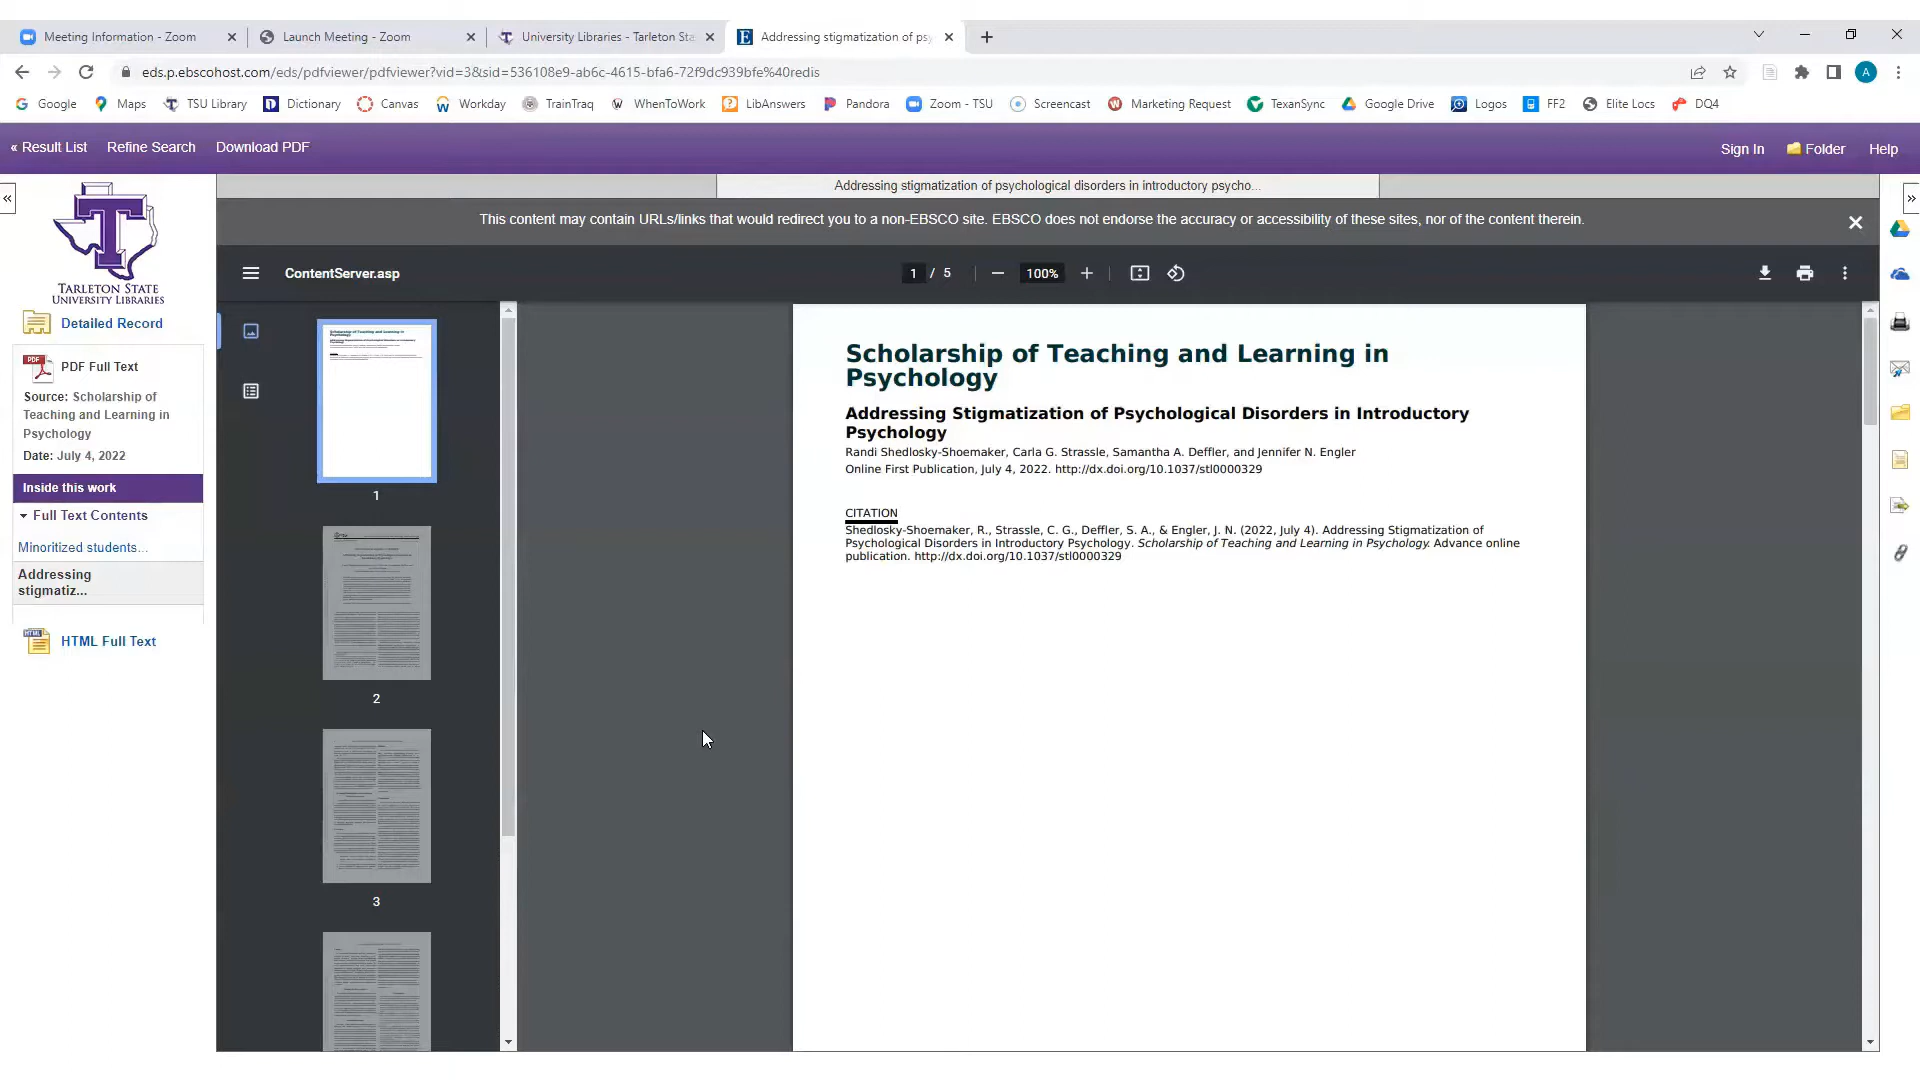 Meeting Information - Zoom
Launch Meeting - Zoom
University Libraries - Tarleton Sta
Addressing stigmatization of ps
eds.p.ebscohost.com/eds/pdfviewer/pdfviewer?vid=3&sid=536108e9-ab6c-4615-bfa6-72f9dc939bfe%40redis
A
Google
Maps
TSU Library
Dictionary
Canvas
Workday
TrainTraq
WhenToWork
LibAnswers
Pandora
Zoom - TSU
Screencast
Marketing Request
TexanSync
Google Drive
Logos
FF2
Elite Locs
DQ4
« Result List
Refine Search
Download PDF
Sign In
Folder
Help
«
»
TARLETON STATE
UNIVERSITY LIBRARIES
Detailed Record
PDF
PDF Full Text
Source: Scholarship of
Teaching and Learning in
Psychology
Date: July 4, 2022
Inside this work
Full Text Contents
Minoritized students...
Addressing
stigmatiz...
HTML
HTML Full Text
Addressing stigmatization of psychological disorders in introductory psycho...
This content may contain URLs/links that would redirect you to a non-EBSCO site. EBSCO does not endorse the accuracy or accessibility of these sites, nor of the content therein.
ContentServer.asp
1 / 5
100%
1
2
3
Scholarship of Teaching and Learning in
Psychology
Addressing Stigmatization of Psychological Disorders in Introductory
Psychology
Randi Shedlosky-Shoemaker, Carla G. Strassle, Samantha A. Deffler, and Jennifer N. Engler
Online First Publication, July 4, 2022. http://dx.doi.org/10.1037/stl0000329
CITATION
Shedlosky-Shoemaker, R., Strassle, C. G., Deffler, S. A., & Engler, J. N. (2022, July 4). Addressing Stigmatization of
Psychological Disorders in Introductory Psychology. Scholarship of Teaching and Learning in Psychology. Advance online
publication. http://dx.doi.org/10.1037/stl0000329